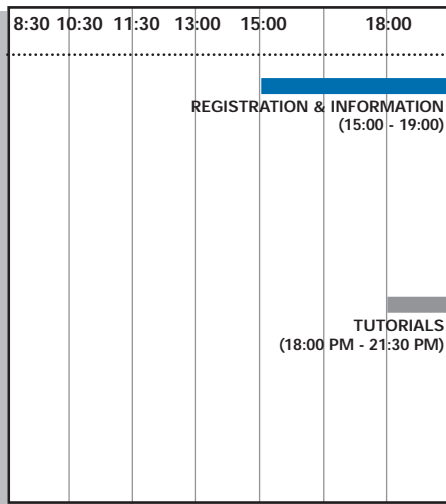 8:30 10:30 11:30 13:00 15:00 18:00
REGISTRATION & INFORMATION
(15:00 - 19:00)
TUTORIALS
(18:00 PM - 21:30 PM)